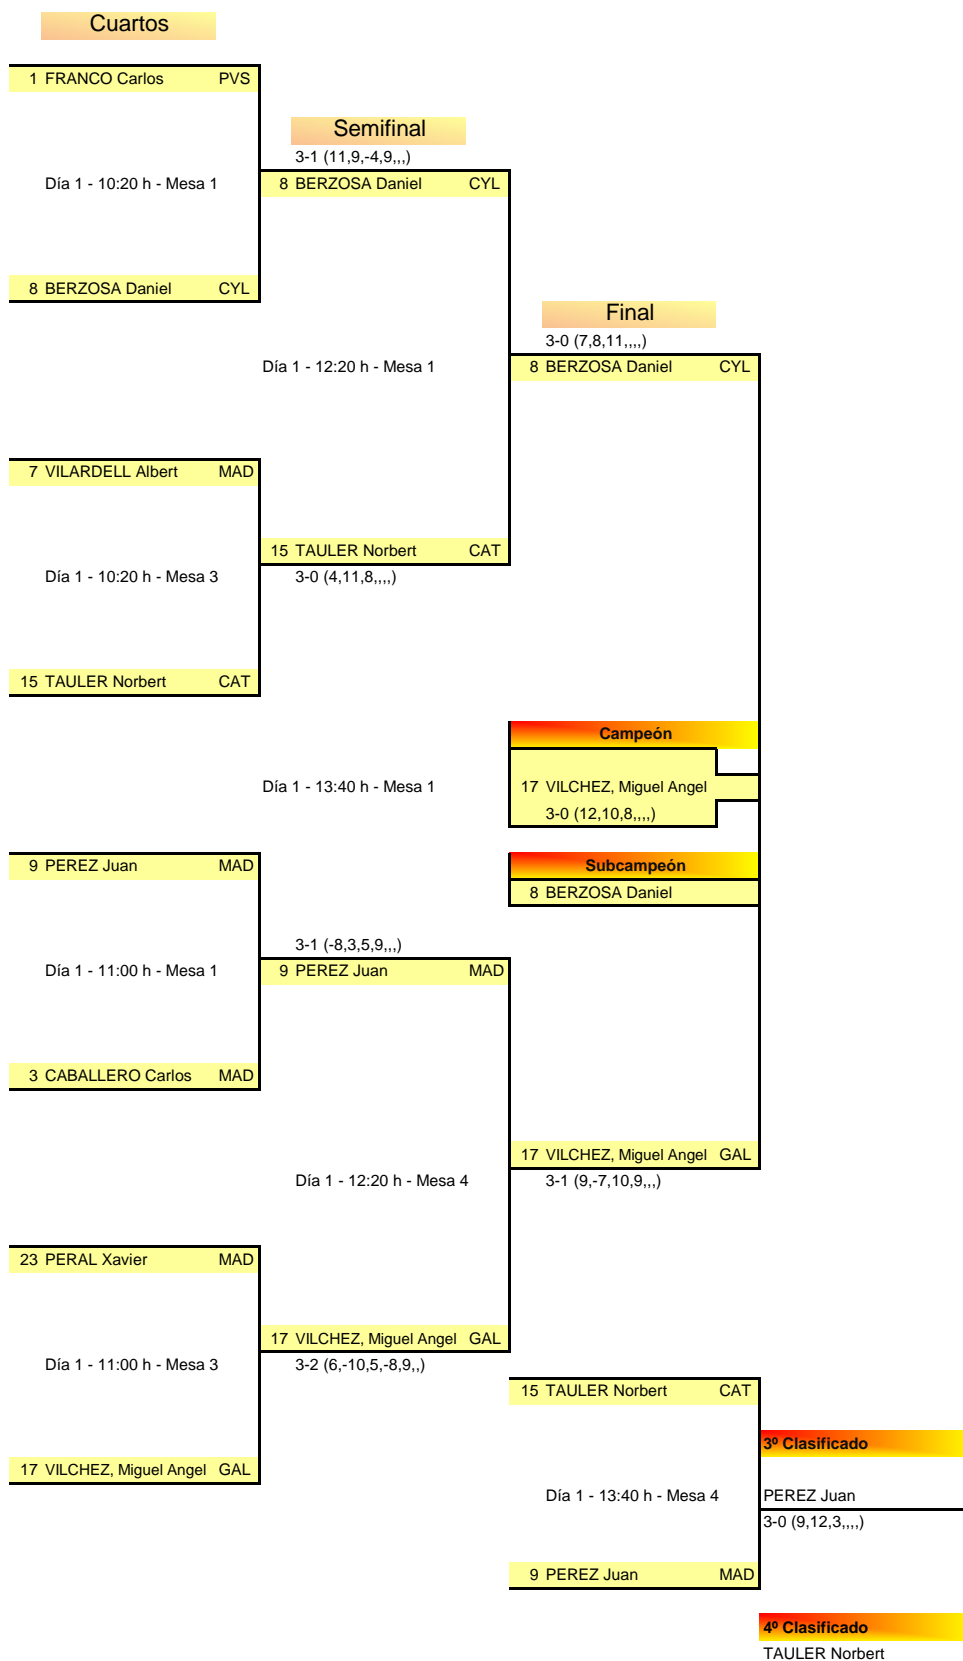 Cuartos
1 FRANCO Carlos PVS
Semifinal
3-1 (11,9,-4,9,,,)
Día 1 - 10:20 h - Mesa 1
8 BERZOSA Daniel CYL
8 BERZOSA Daniel CYL
Final
3-0 (7,8,11,,,,)
Día 1 - 12:20 h - Mesa 1
8 BERZOSA Daniel CYL
7 VILARDELL Albert MAD
15 TAULER Norbert CAT
Día 1 - 10:20 h - Mesa 3
3-0 (4,11,8,,,,)
15 TAULER Norbert CAT
Campeón
Día 1 - 13:40 h - Mesa 1
17 VILCHEZ, Miguel Angel
3-0 (12,10,8,,,,)
9 PEREZ Juan MAD
Subcampeón
8 BERZOSA Daniel
3-1 (-8,3,5,9,,,)
Día 1 - 11:00 h - Mesa 1
9 PEREZ Juan MAD
3 CABALLERO Carlos MAD
17 VILCHEZ, Miguel Angel GAL
Día 1 - 12:20 h - Mesa 4
3-1 (9,-7,10,9,,,)
23 PERAL Xavier MAD
17 VILCHEZ, Miguel Angel GAL
Día 1 - 11:00 h - Mesa 3
3-2 (6,-10,5,-8,9,,)
15 TAULER Norbert CAT
3º Clasificado
17 VILCHEZ, Miguel Angel GAL
Día 1 - 13:40 h - Mesa 4
PEREZ Juan
3-0 (9,12,3,,,,)
9 PEREZ Juan MAD
4º Clasificado
TAULER Norbert